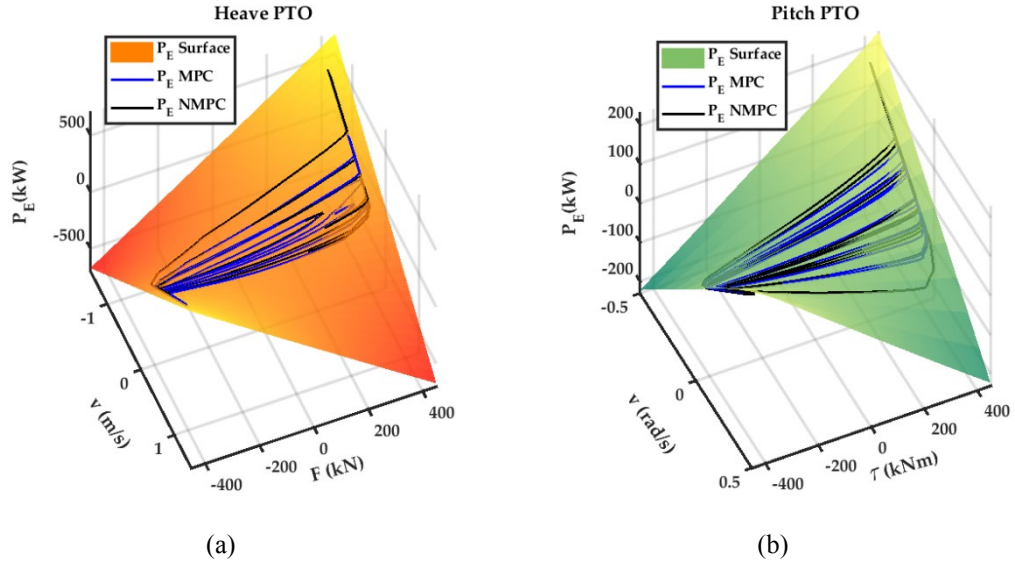 Heave PTO
P_E Surface
P_E MPC
P_E NMPC
500
0
-500
P_E(kW)
-1
0
1
v (m/s)
-400
-200
0
200
400
F (kN)
(a)
Pitch PTO
P_E Surface
P_E MPC
P_E NMPC
200
100
0
-100
-200
P_E(kW)
-0.5
0
0.5
v (rad/s)
-400
-200
0
200
400
τ (kNm)
(b)